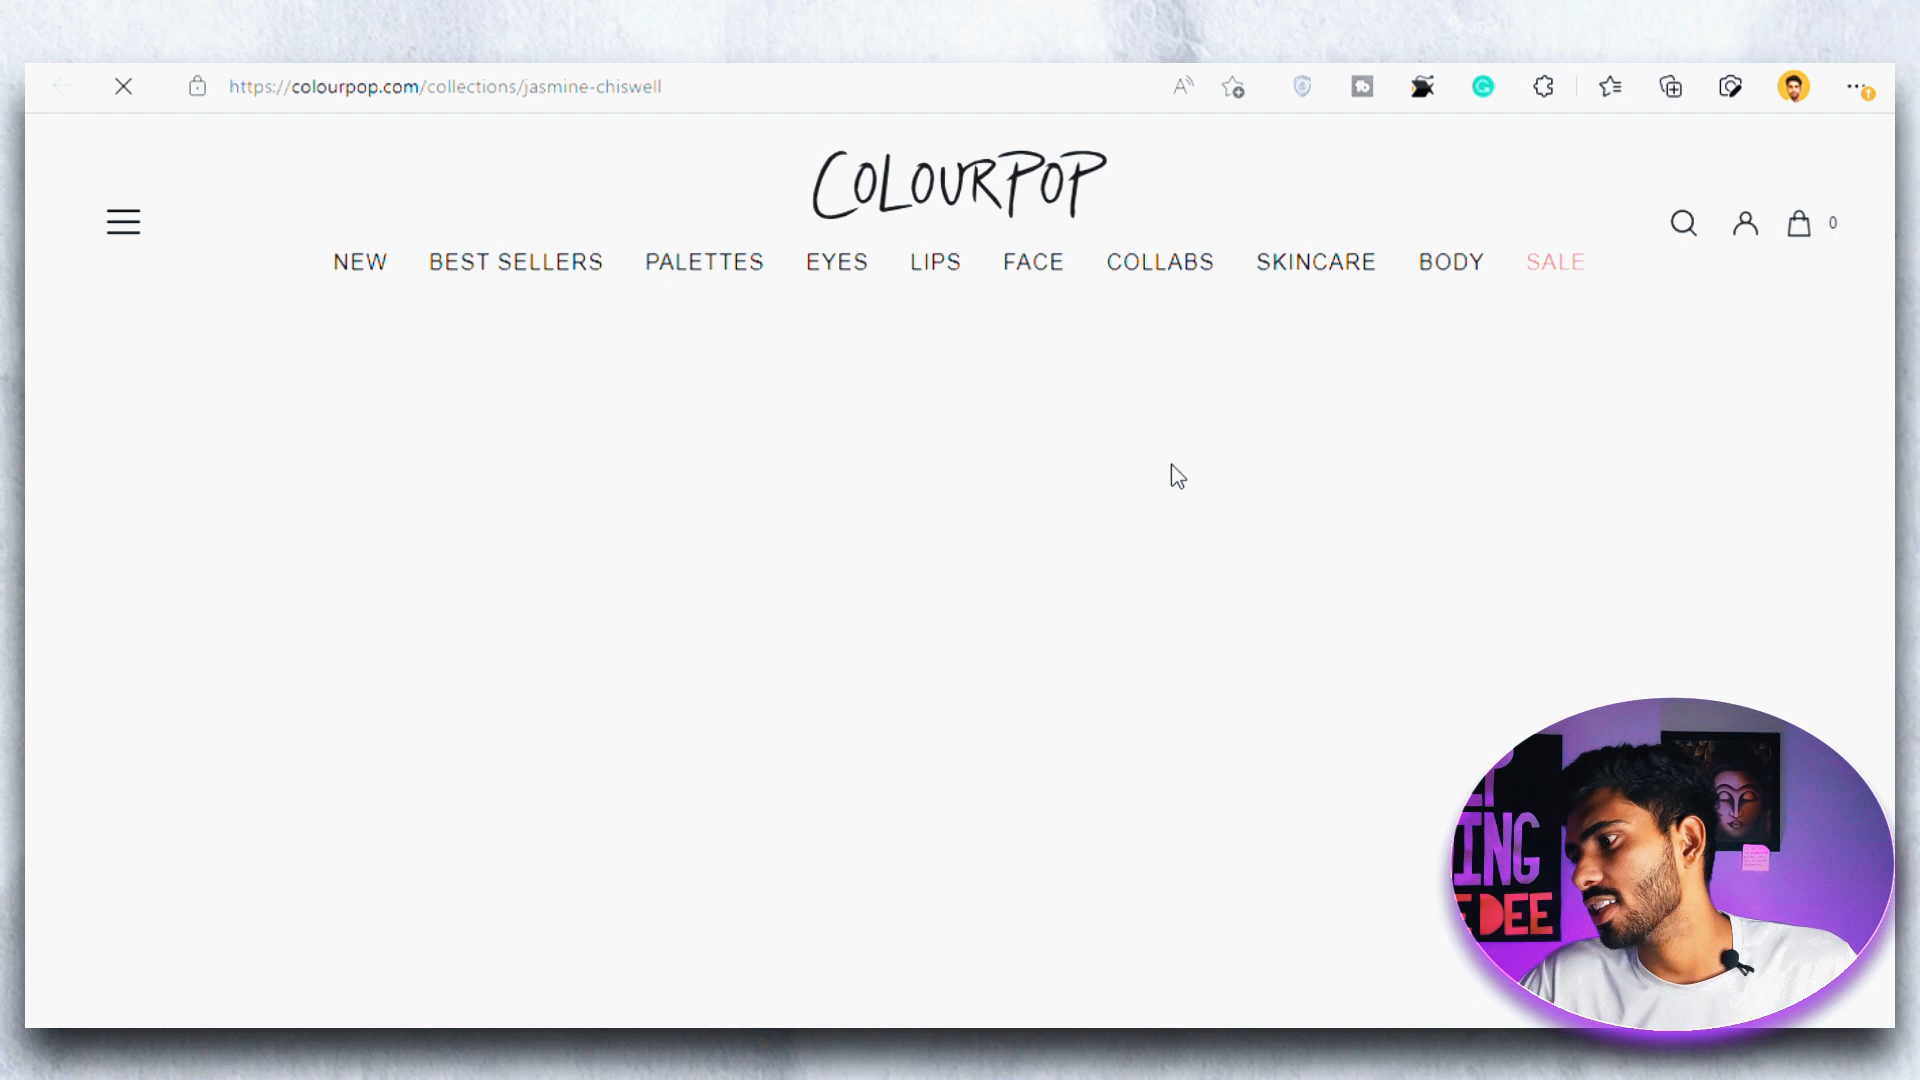 https://colourpop.com/collections/jasmine-chiswell
COLOURPOP
0
NEW BEST SELLERS PALETTES EYES LIPS FACE COLLABS SKINCARE BODY SALE
ING
DEE